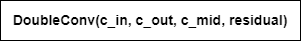 DoubleConv(c_in, c_out, c_mid, residual)